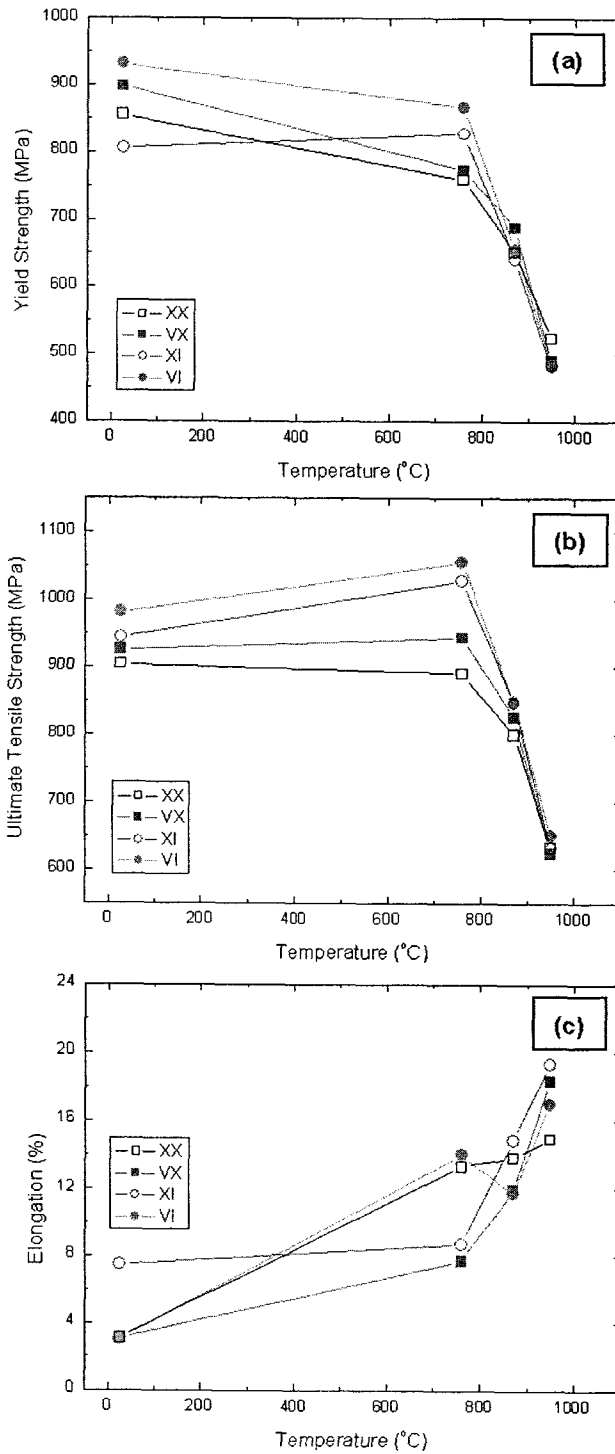 1000
(a)
900
800
700
600
500
400
Yield Strength (MPa)
XX
VX
XI
VI
0 200 400 600 800 1000
Temperature (°C)
(b)
1100
1000
900
800
700
600
Ultimate Tensile Strength (MPa)
XX
VX
XI
VI
0 200 400 600 800 1000
Temperature (°C)
24
(c)
20
16
12
8
4
0
Elongation (%)
XX
VX
XI
VI
0 200 400 600 800 1000
Temperature (°C)